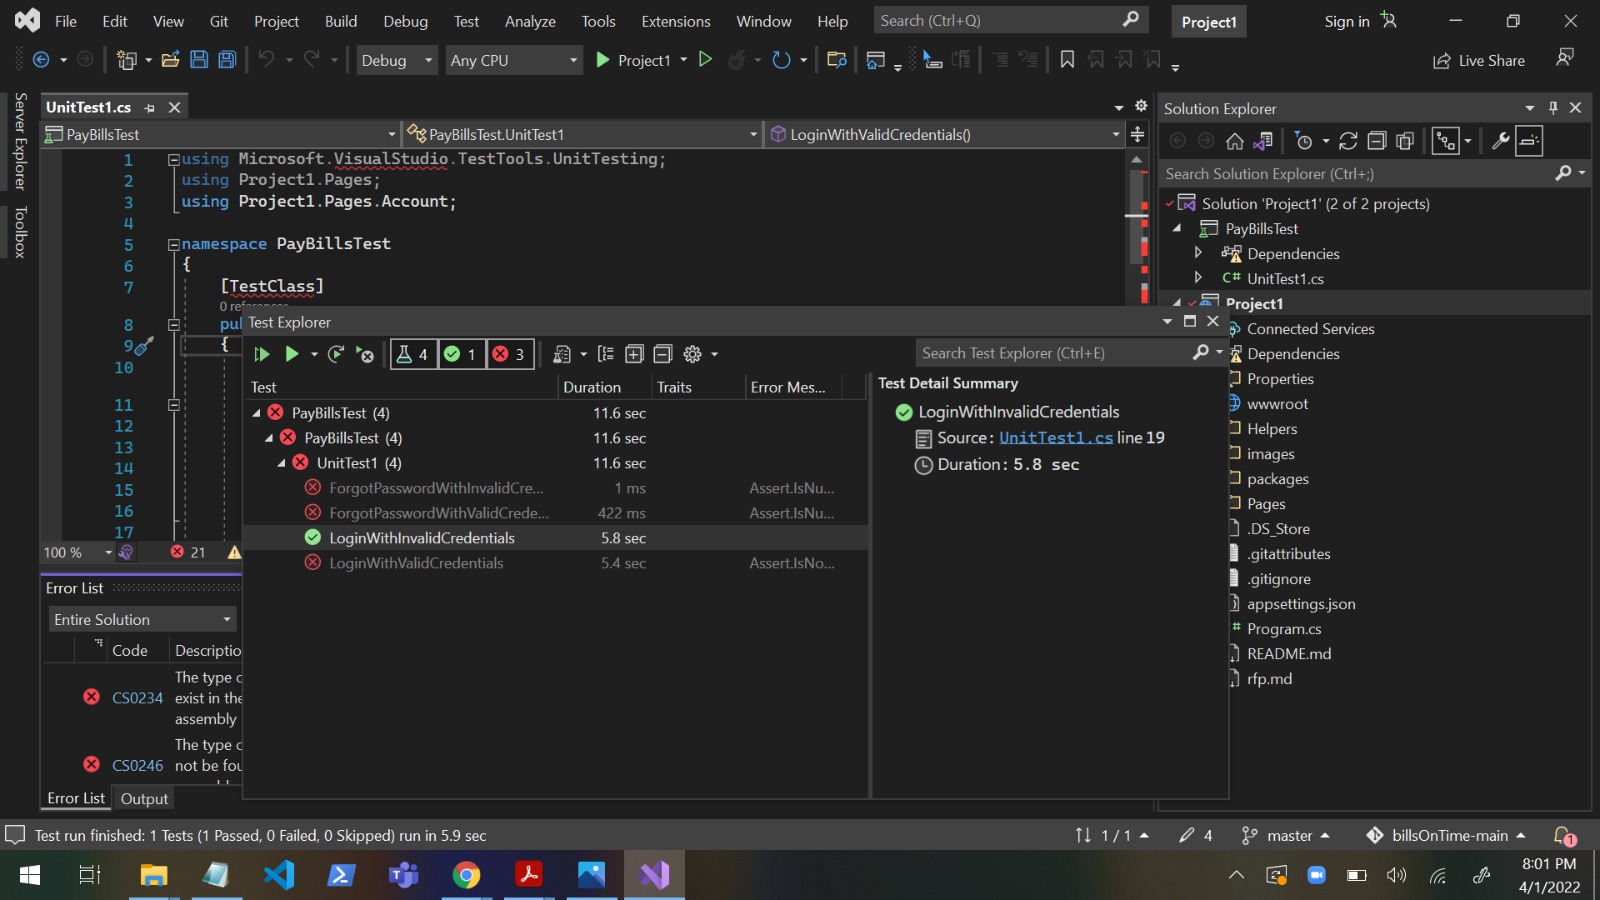 File Edit View Git Project Build Debug Test Analyze Tools Extensions Window Help Search (Ctrl+Q) Project1 Sign in
Debug Any CPU Project1 Live Share
Server Explorer
Toolbox
UnitTest1.cs
PayBillsTest PayBillsTest.UnitTest1 LoginWithValidCredentials()
1 using Microsoft.VisualStudio.TestTools.UnitTesting;
2 using Project1.Pages;
3 using Project1.Pages.Account;
4
5 namespace PayBillsTest
6 {
7 [TestClass]
0 references
8 pu
9 {
10
11
12
13
14
15
16
17
100 % 21
Error List
Entire Solution
Code Descriptio
The type c
CS0234 exist in the
assembly
The type c
CS0246 not be fou
Error List Output
Test Explorer
4 1 3 Search Test Explorer (Ctrl+E)
Test Duration Traits Error Mes...
PayBillsTest (4) 11.6 sec
PayBillsTest (4) 11.6 sec
UnitTest1 (4) 11.6 sec
ForgotPasswordWithInvalidCre... 1 ms Assert.IsNu...
ForgotPasswordWithValidCrede... 422 ms Assert.IsNu...
LoginWithInvalidCredentials 5.8 sec
LoginWithValidCredentials 5.4 sec Assert.IsNo...
Test Detail Summary
LoginWithInvalidCredentials
Source: UnitTest1.cs line 19
Duration: 5.8 sec
Solution Explorer
Search Solution Explorer (Ctrl+;)
Solution 'Project1' (2 of 2 projects)
PayBillsTest
Dependencies
C# UnitTest1.cs
Project1
Connected Services
Dependencies
Properties
wwwroot
Helpers
images
packages
Pages
.DS_Store
.gitattributes
.gitignore
appsettings.json
Program.cs
README.md
rfp.md
Test run finished: 1 Tests (1 Passed, 0 Failed, 0 Skipped) run in 5.9 sec 1 / 1 4 master billsOnTime-main 1
8:01 PM
4/1/2022